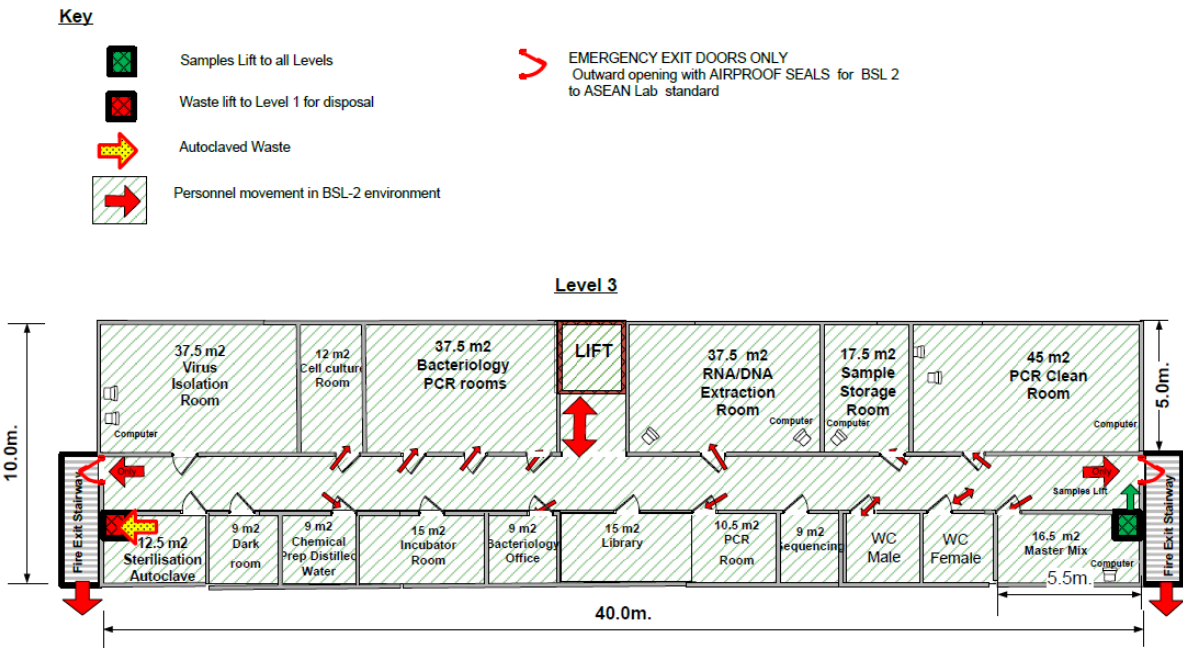 Key
Samples Lift to all Levels
Waste lift to Level 1 for disposal
Autoclaved Waste
Personnel movement in BSL-2 environment
EMERGENCY EXIT DOORS ONLY
Outward opening with AIRPROOF SEALS for BSL 2
to ASEAN Lab standard
Level 3
37.5 m2
Virus
Isolation
Room
Computer
12 m2
Cell culture
Room
37.5 m2
Bacteriology
PCR rooms
LIFT
37.5 m2
RNA/DNA
Extraction
Room
17.5 m2
Sample
Storage
Room
Computer
45 m2
PCR Clean
Room
Computer
5.0m.
10.0m.
Only
Only
Samples Lift
Fire Exit Stairway
12.5 m2
Sterilisation
Autoclave
9 m2
Dark
room
9 m2
Chemical
Prep Distilled
Water
15 m2
Incubator
Room
9 m2
Bacteriology
Office
15 m2
Library
10.5 m2
PCR
Room
9 m2
Sequencing
WC
Male
WC
Female
16.5 m2
Master Mix
Computer
Fire Exit Stairway
5.5m.
40.0m.